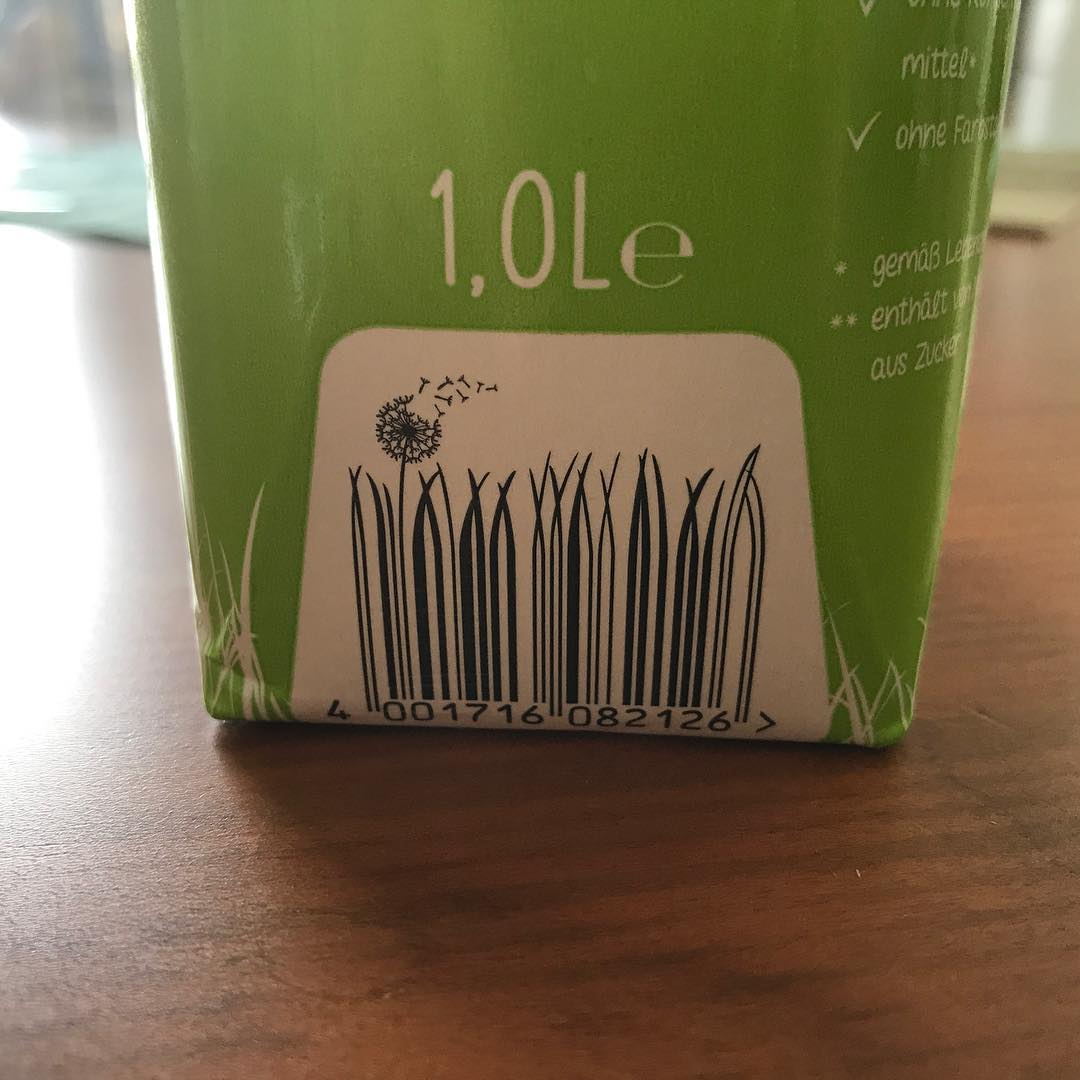 mittel*
✓ ohne
1,0L℮
* gemäß
** enthält
aus Zucker
4 001716 082126 >